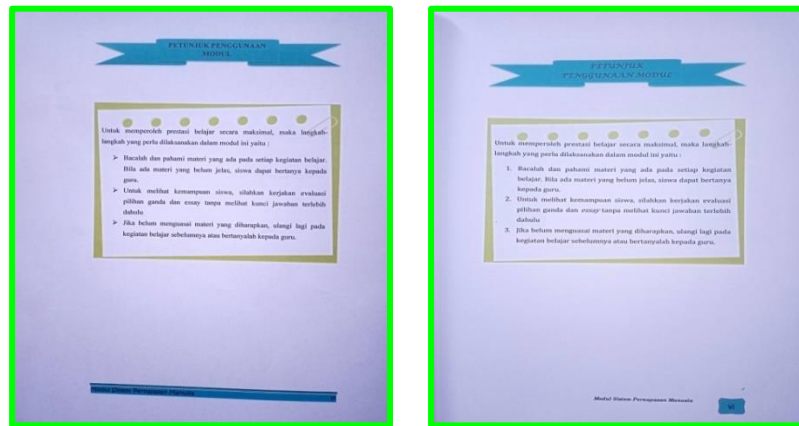 PETUNJUK PENGGUNAAN
MODUL
Untuk memperoleh prestasi belajar secara maksimal, maka langkah-
langkah yang perlu dilaksanakan dalam modul ini yaitu :
➢ Bacalah dan pahami materi yang ada pada setiap kegiatan belajar.
Bila ada materi yang belum jelas, siswa dapat bertanya kepada
guru.
➢ Untuk melihat kemampuan siswa, silahkan kerjakan evaluasi
pilihan ganda dan essay tanpa melihat kunci jawaban terlebih
dahulu
➢ Jika belum menguasai materi yang diharapkan, ulangi lagi pada
kegiatan belajar sebelumnya atau bertanyalah kepada guru.
Modul Sistem Pernapasan Manusia
PETUNJUK
PENGGUNAAN MODUL
Untuk memperoleh prestasi belajar secara maksimal, maka langkah-
langkah yang perlu dilaksanakan dalam modul ini yaitu :
1. Bacalah dan pahami materi yang ada pada setiap kegiatan
belajar. Bila ada materi yang belum jelas, siswa dapat bertanya
kepada guru.
2. Untuk melihat kemampuan siswa, silahkan kerjakan evaluasi
pilihan ganda dan essay tanpa melihat kunci jawaban terlebih
dahulu
3. Jika belum menguasai materi yang diharapkan, ulangi lagi pada
kegiatan belajar sebelumnya atau bertanyalah kepada guru.
Modul Sistem Pernapasan Manusia
vi